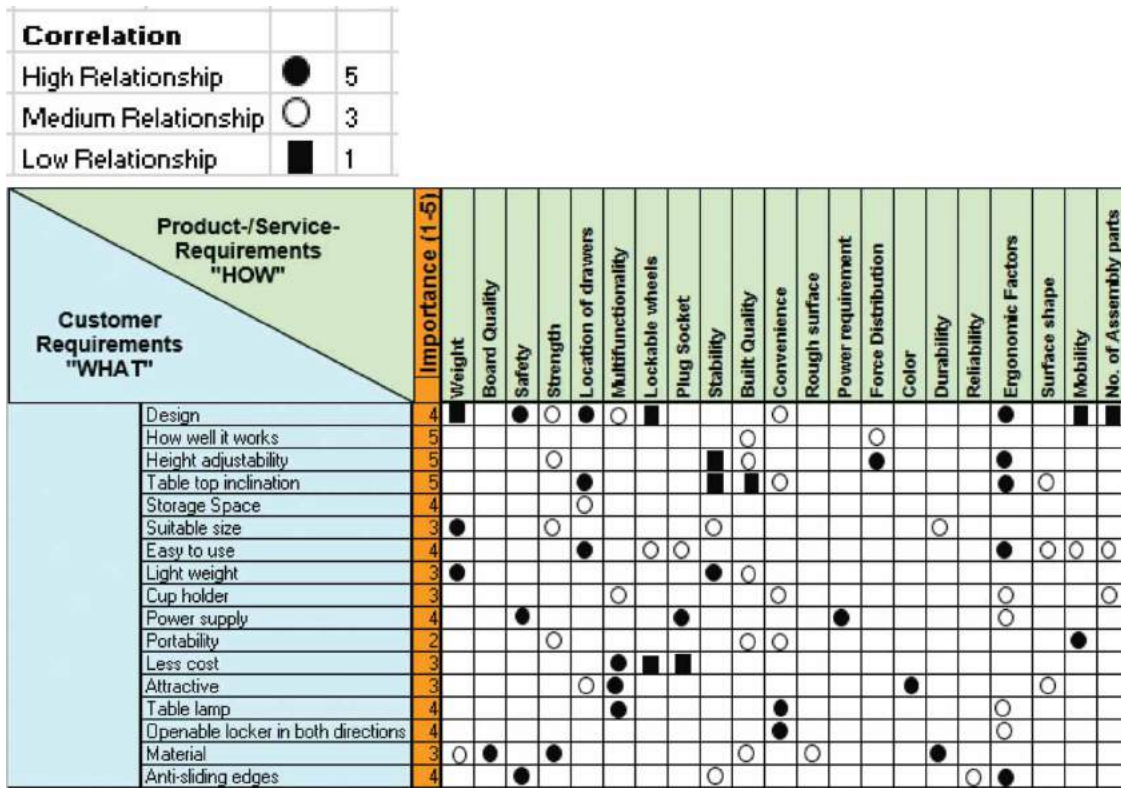 Correlation
High Relationship 5
Medium Relationship 3
Low Relationship 1
Product-/Service-
Requirements
"HOW"
Customer
Requirements
"WHAT"
Importance (1-5)
Weight
Board Quality
Safety
Strength
Location of drawers
Multifunctionality
Lockable wheels
Plug Socket
Stability
Built Quality
Convenience
Rough surface
Power requirement
Force Distribution
Color
Durability
Reliability
Ergonomic Factors
Surface shape
Mobility
No. of Assembly parts
Design 4
How well it works 5
Height adjustability 5
Table top inclination 5
Storage Space 4
Suitable size 3
Easy to use 4
Light weight 3
Cup holder 3
Power supply 4
Portability 2
Less cost 3
Attractive 3
Table lamp 4
Openable locker in both directions 4
Material 3
Anti-sliding edges 4